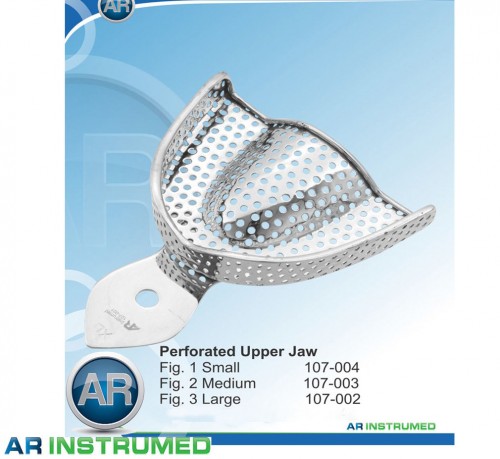 AR
AR
Perforated Upper Jaw
Fig. 1 Small 107-004
Fig. 2 Medium 107-003
Fig. 3 Large 107-002
AR
AR INSTRUMED
AR INSTRUMED